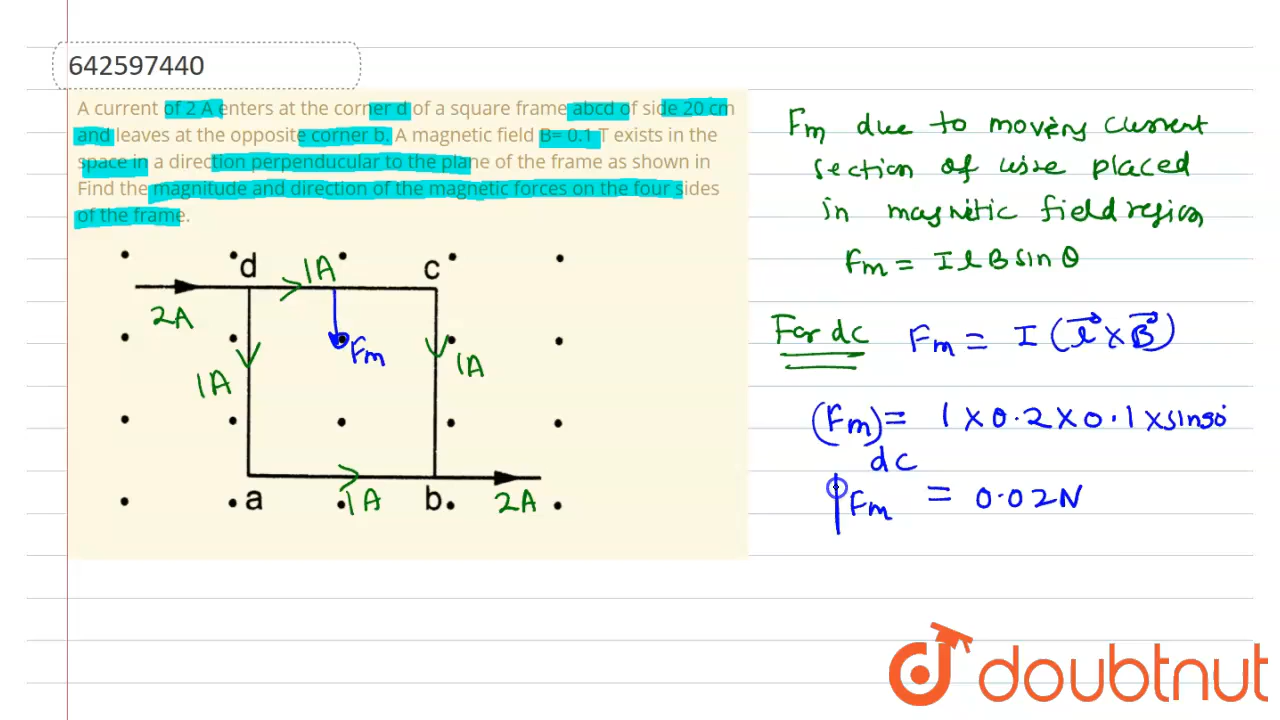 642597440
A current of 2 A enters at the corner d of a square frame abcd of side 20 cm
and leaves at the opposite corner b. A magnetic field B= 0.1 T exists in the
space in a direction perpenducular to the plane of the frame as shown in
Find the magnitude and direction of the magnetic forces on the four sides
of the frame.
d 1A c
2A
Fm
1A
1A
a 1A b 2A
Fm due to moving current
section of wire placed
in magnetic field region
Fm = I l B sin θ
For dc Fm = I (l⃗ × B⃗)
(Fm)dc = 1 × 0.2 × 0.1 × sin90
Fm = 0.02N
doubtnut